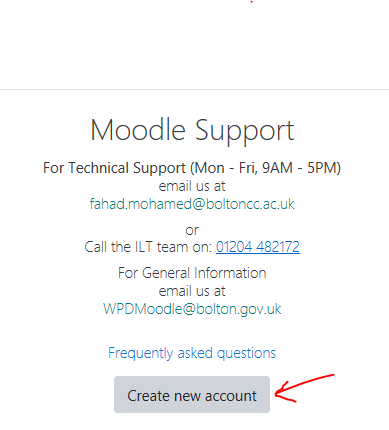 Moodle Support
For Technical Support (Mon - Fri, 9AM - 5PM)
email us at
fahad.mohamed@boltoncc.ac.uk
or
Call the ILT team on: 01204 482172
For General Information
email us at
WPDMoodle@bolton.gov.uk
Frequently asked questions
Create new account